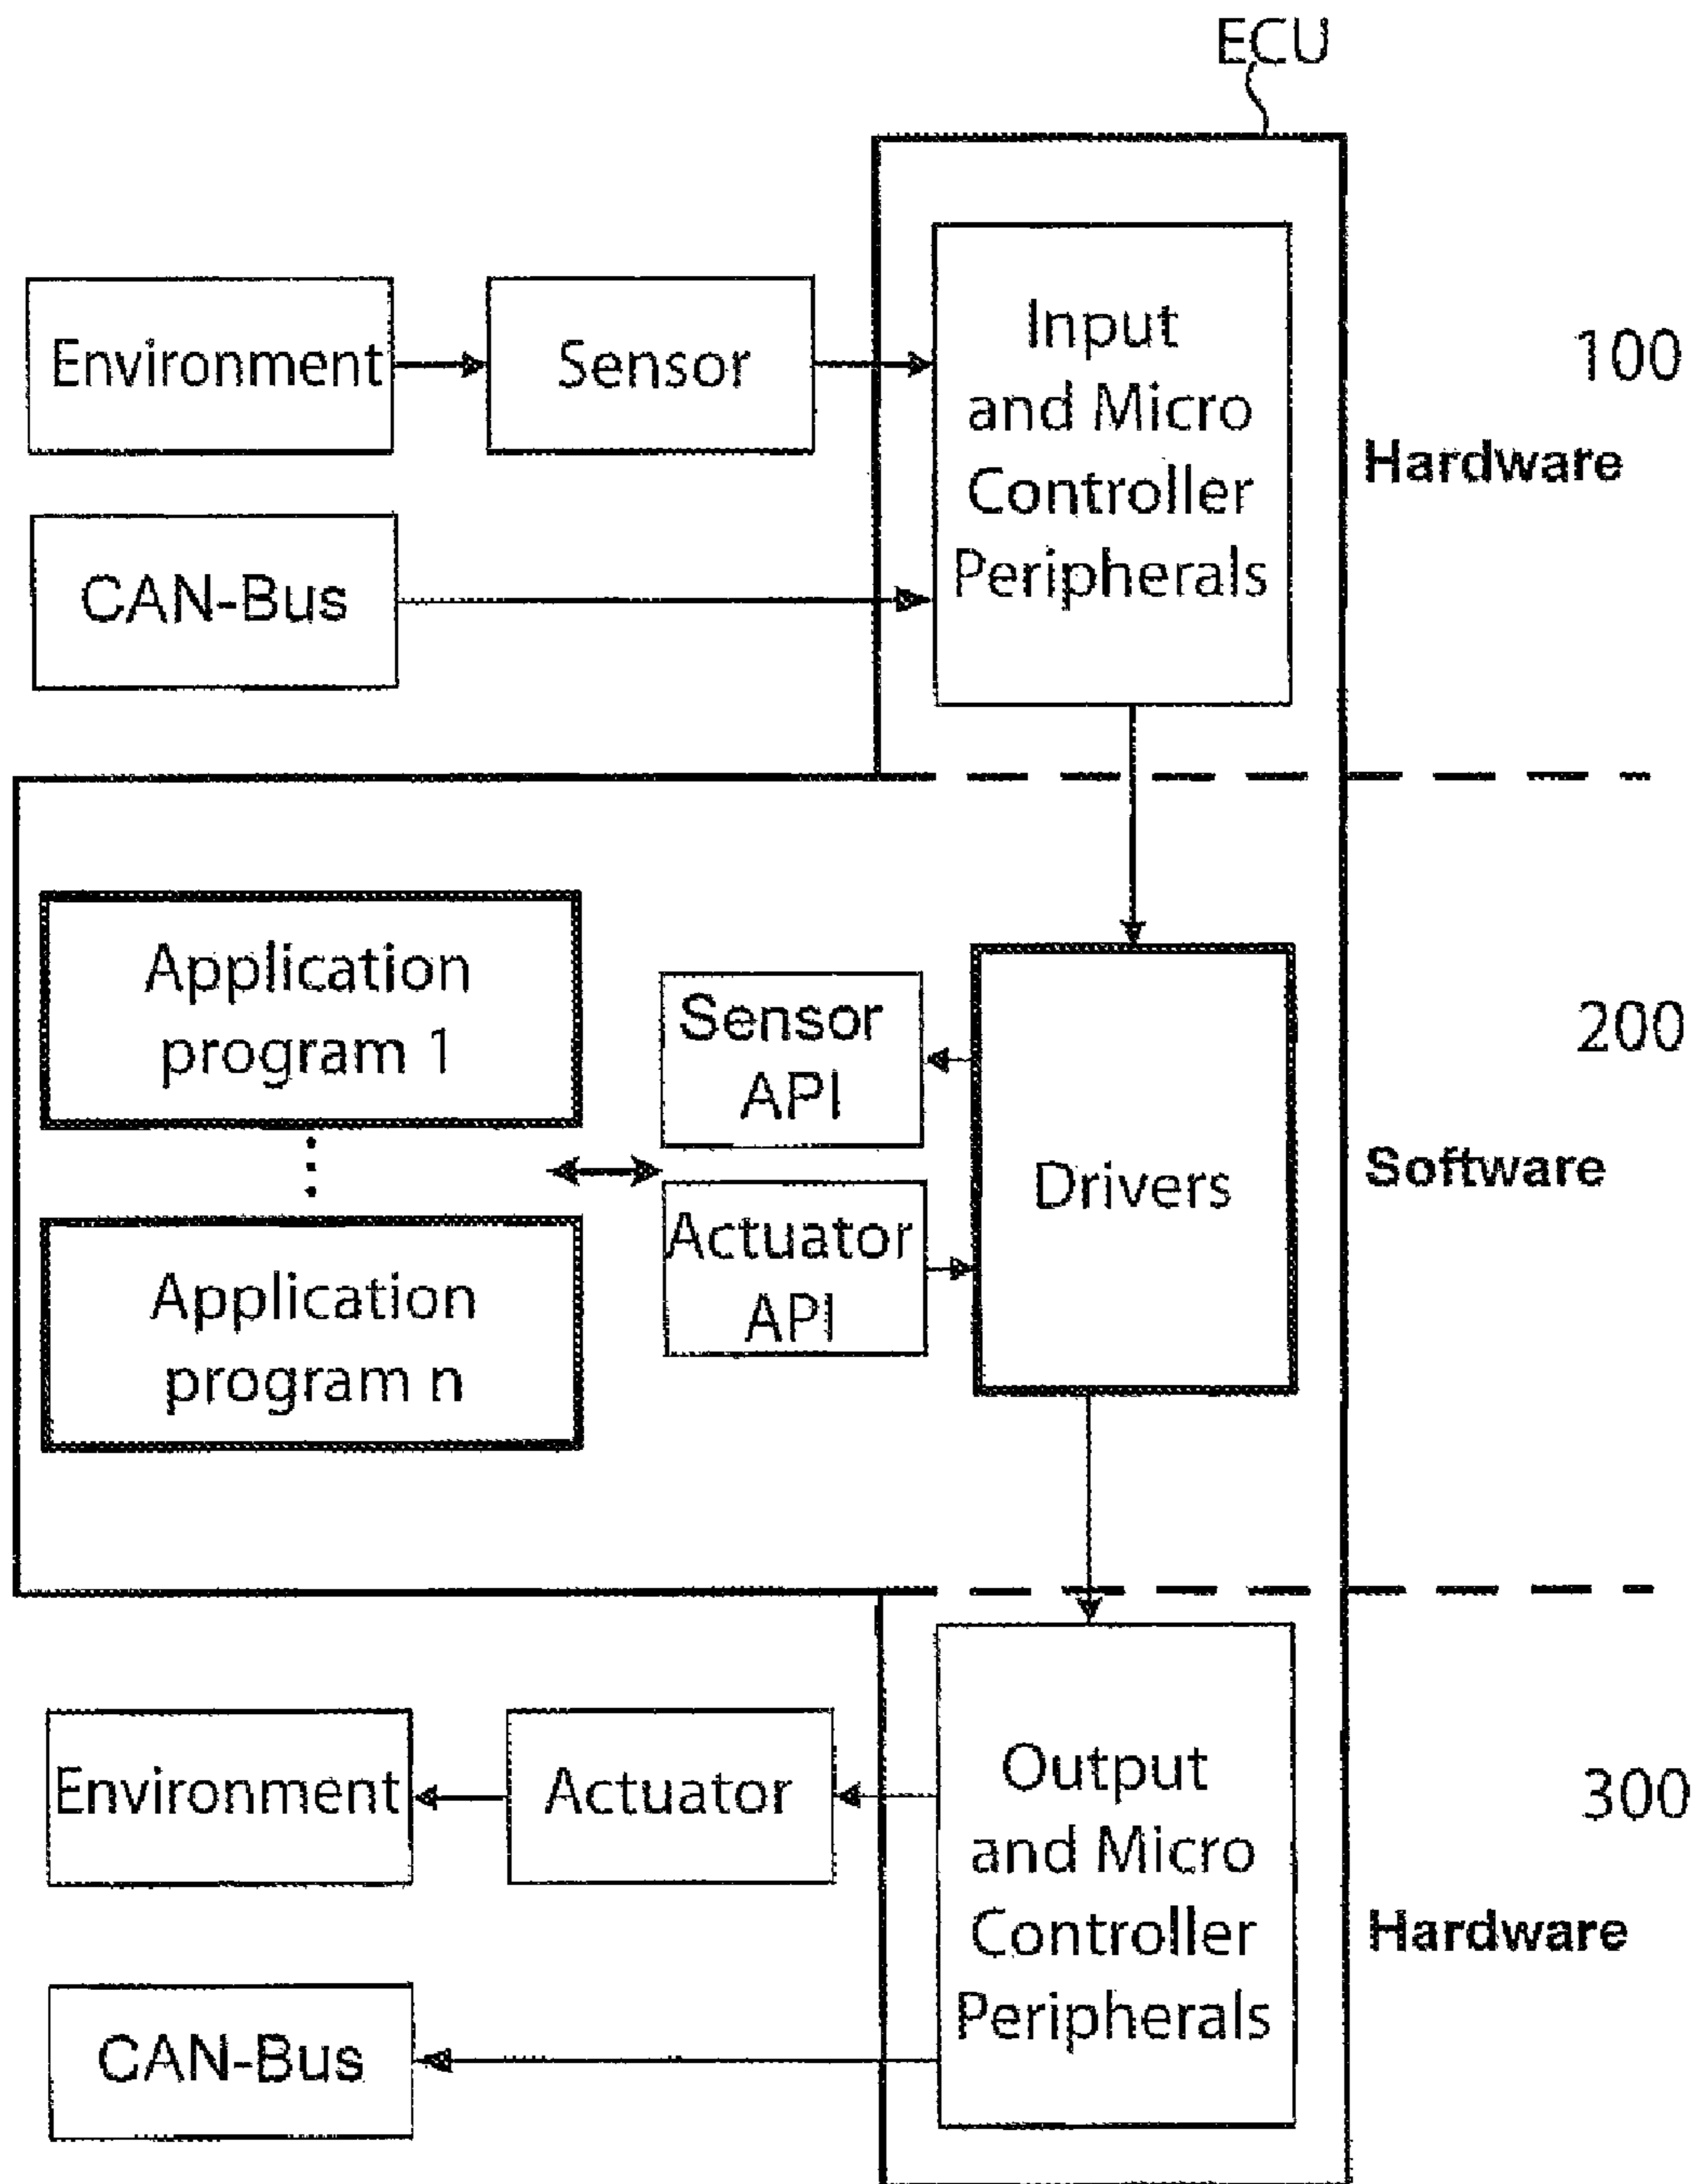 ECU
Environment
Sensor
Input
and Micro
Controller
Peripherals
100
Hardware
CAN-Bus
Application
program 1
Sensor
API
Drivers
200
Software
Actuator
API
Application
program n
Environment
Actuator
Output
and Micro
Controller
Peripherals
300
Hardware
CAN-Bus